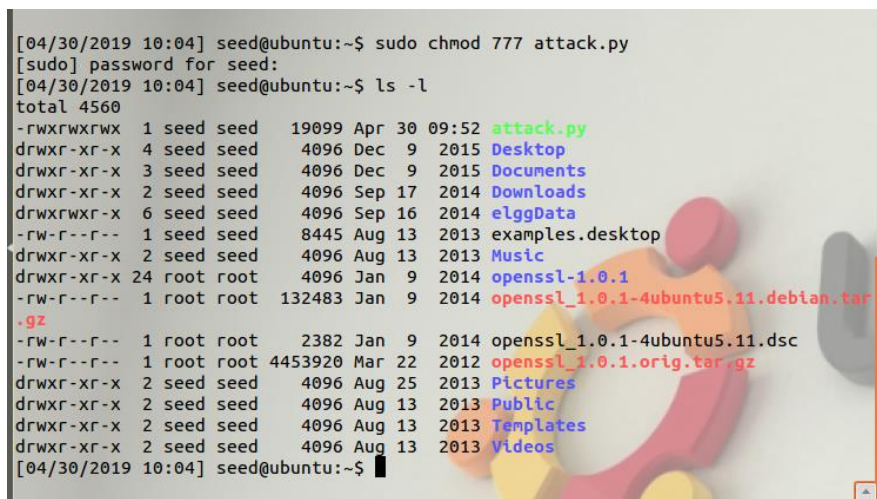 [04/30/2019 10:04] seed@ubuntu:~$ sudo chmod 777 attack.py
[sudo] password for seed:
[04/30/2019 10:04] seed@ubuntu:~$ ls -l
total 4560
-rwxrwxrwx  1 seed seed   19099 Apr 30 09:52 attack.py
drwxr-xr-x  4 seed seed    4096 Dec  9  2015 Desktop
drwxr-xr-x  3 seed seed    4096 Dec  9  2015 Documents
drwxr-xr-x  2 seed seed    4096 Sep 17  2014 Downloads
drwxrwxr-x  6 seed seed    4096 Sep 16  2014 elggData
-rw-r--r--  1 seed seed    8445 Aug 13  2013 examples.desktop
drwxr-xr-x  2 seed seed    4096 Aug 13  2013 Music
drwxr-xr-x 24 root root    4096 Jan  9  2014 openssl-1.0.1
-rw-r--r--  1 root root  132483 Jan  9  2014 openssl_1.0.1-4ubuntu5.11.debian.tar
.gz
-rw-r--r--  1 root root    2382 Jan  9  2014 openssl_1.0.1-4ubuntu5.11.dsc
-rw-r--r--  1 root root 4453920 Mar 22  2012 openssl_1.0.1.orig.tar.gz
drwxr-xr-x  2 seed seed    4096 Aug 25  2013 Pictures
drwxr-xr-x  2 seed seed    4096 Aug 13  2013 Public
drwxr-xr-x  2 seed seed    4096 Aug 13  2013 Templates
drwxr-xr-x  2 seed seed    4096 Aug 13  2013 Videos
[04/30/2019 10:04] seed@ubuntu:~$